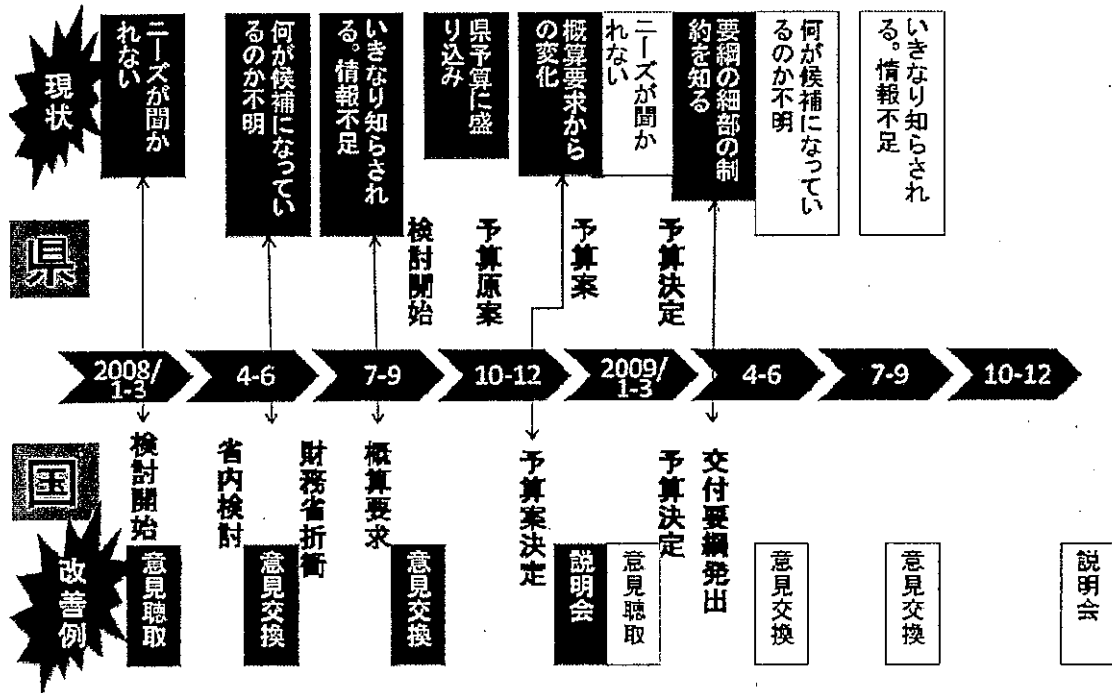 現状
ニーズが聞か
れない
何が候補になってい
るのか不明
いきなり知らされ
る。情報不足
県予算に盛
り込み
概算要求から
の変化
ニーズが聞か
れない
要綱の細部の制
約を知る
何が候補になってい
るのか不明
いきなり知らされ
る。情報不足
県
検討開始
予算原案
予算案
予算決定
2008/
1-3
4-6
7-9
10-12
2009/
1-3
4-6
7-9
10-12
国
検討開始
省内検討
財務省折衝
概算要求
予算案決定
予算決定
交付要綱発出
改善例
意見聴取
意見交換
意見交換
説明会
意見聴取
意見交換
意見交換
説明会